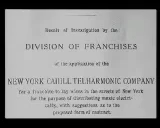 Result of Investigation by the
DIVISION OF FRANCHISES
of the application of the
NEW YORK CAHILL TELHARMONIC COMPANY
For a franchise to lay wires in the streets of New York
for the purpose of distributing music electri-
cally, with suggestions as to the
proposed form of contract.